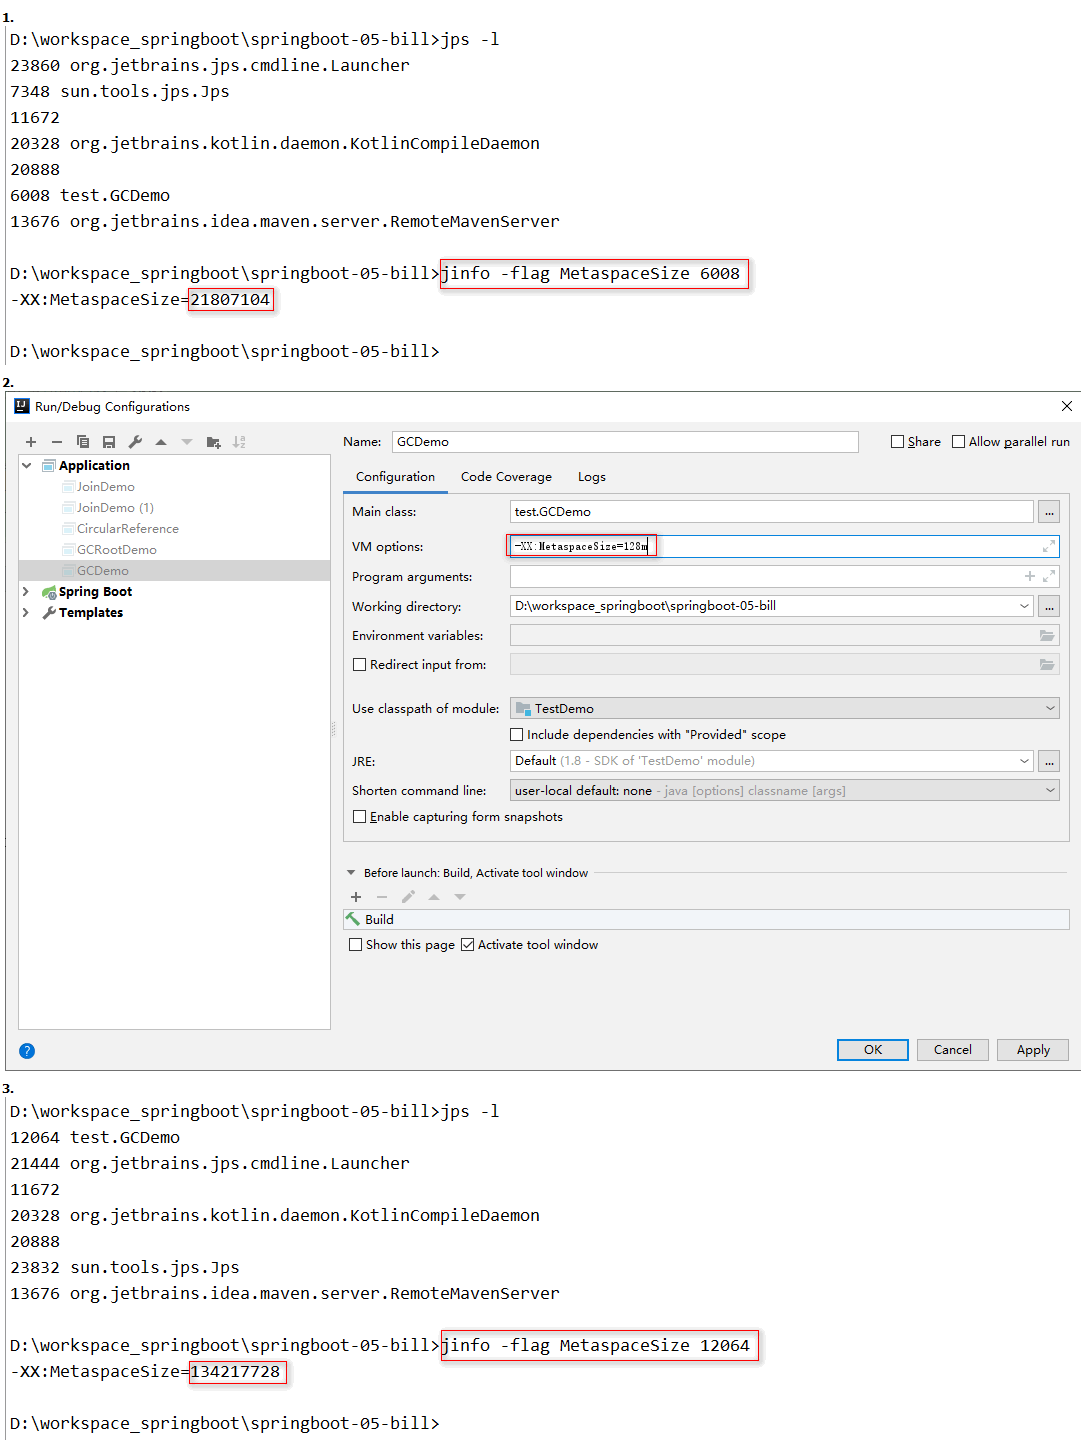 1.
D:\workspace_springboot\springboot-05-bill>jps -l
23860 org.jetbrains.jps.cmdline.Launcher
7348 sun.tools.jps.Jps
11672
20328 org.jetbrains.kotlin.daemon.KotlinCompileDaemon
20888
6008 test.GCDemo
13676 org.jetbrains.idea.maven.server.RemoteMavenServer
D:\workspace_springboot\springboot-05-bill>jinfo -flag MetaspaceSize 6008
-XX:MetaspaceSize=21807104
D:\workspace_springboot\springboot-05-bill>
2.
Run/Debug Configurations
Name: GCDemo Share Allow parallel run
Application
JoinDemo
JoinDemo (1)
CircularReference
GCRootDemo
GCDemo
Spring Boot
Templates
Configuration Code Coverage Logs
Main class: test.GCDemo ...
VM options: -XX:MetaspaceSize=128m
Program arguments:
Working directory: D:\workspace_springboot\springboot-05-bill ...
Environment variables:
Redirect input from:
Use classpath of module: TestDemo
Include dependencies with "Provided" scope
JRE: Default (1.8 - SDK of 'TestDemo' module) ...
Shorten command line: user-local default: none - java [options] classname [args]
Enable capturing form snapshots
Before launch: Build, Activate tool window
Build
Show this page Activate tool window
? OK Cancel Apply
3.
D:\workspace_springboot\springboot-05-bill>jps -l
12064 test.GCDemo
21444 org.jetbrains.jps.cmdline.Launcher
11672
20328 org.jetbrains.kotlin.daemon.KotlinCompileDaemon
20888
23832 sun.tools.jps.Jps
13676 org.jetbrains.idea.maven.server.RemoteMavenServer
D:\workspace_springboot\springboot-05-bill>jinfo -flag MetaspaceSize 12064
-XX:MetaspaceSize=134217728
D:\workspace_springboot\springboot-05-bill>